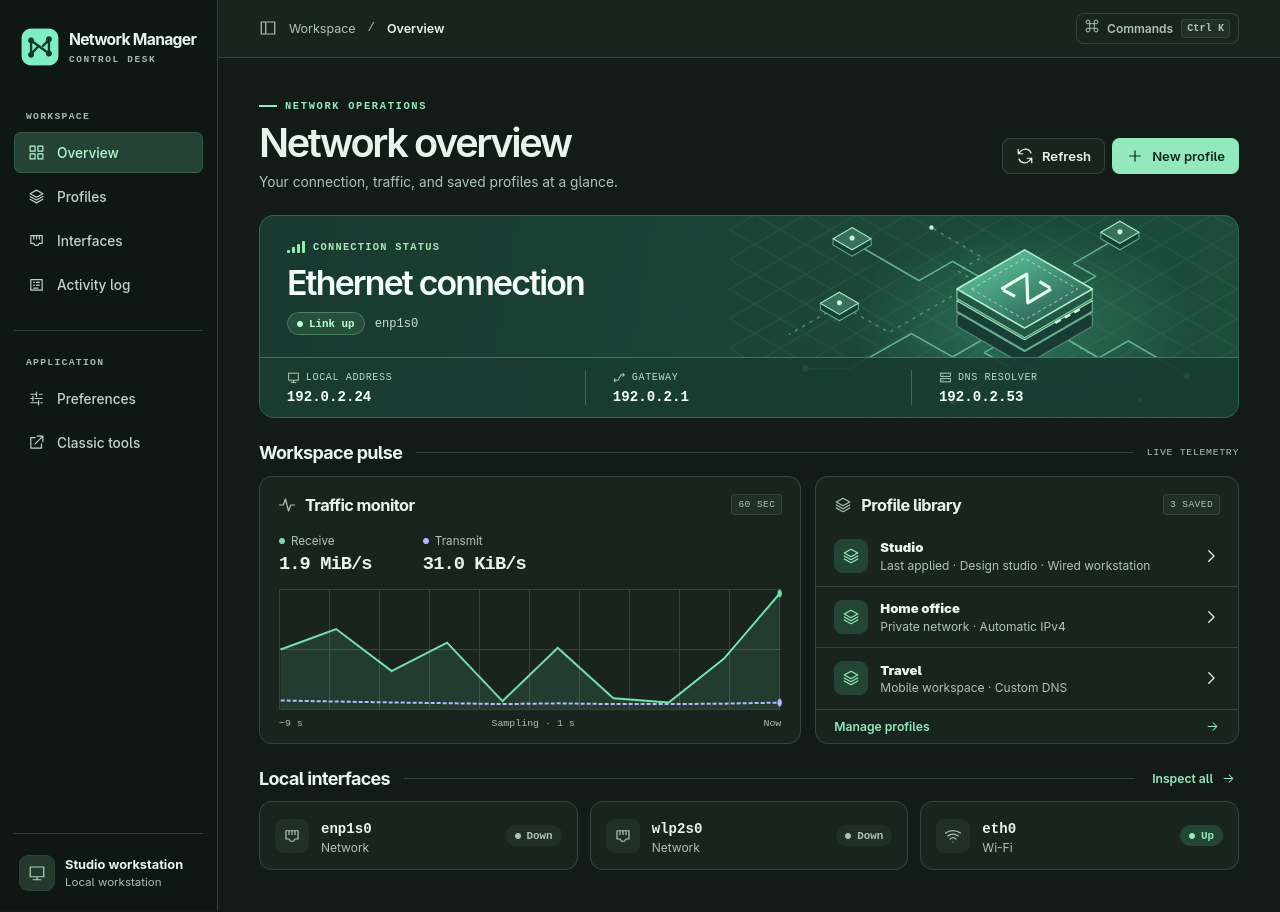 Network Manager
CONTROL DESK
WORKSPACE
Overview
Profiles
Interfaces
Activity log
APPLICATION
Preferences
Classic tools
Studio workstation
Local workstation
Workspace / Overview
Commands Ctrl K
NETWORK OPERATIONS
Network overview
Your connection, traffic, and saved profiles at a glance.
Refresh
New profile
CONNECTION STATUS
Ethernet connection
Link up enp1s0
LOCAL ADDRESS
192.0.2.24
GATEWAY
192.0.2.1
DNS RESOLVER
192.0.2.53
Workspace pulse
LIVE TELEMETRY
Traffic monitor
60 SEC
Receive
1.9 MiB/s
Transmit
31.0 KiB/s
−9 s
Sampling · 1 s
Now
Profile library
3 SAVED
Studio
Last applied · Design studio · Wired workstation
Home office
Private network · Automatic IPv4
Travel
Mobile workspace · Custom DNS
Manage profiles
Local interfaces
Inspect all
enp1s0
Network
Down
wlp2s0
Network
Down
eth0
Wi-Fi
Up